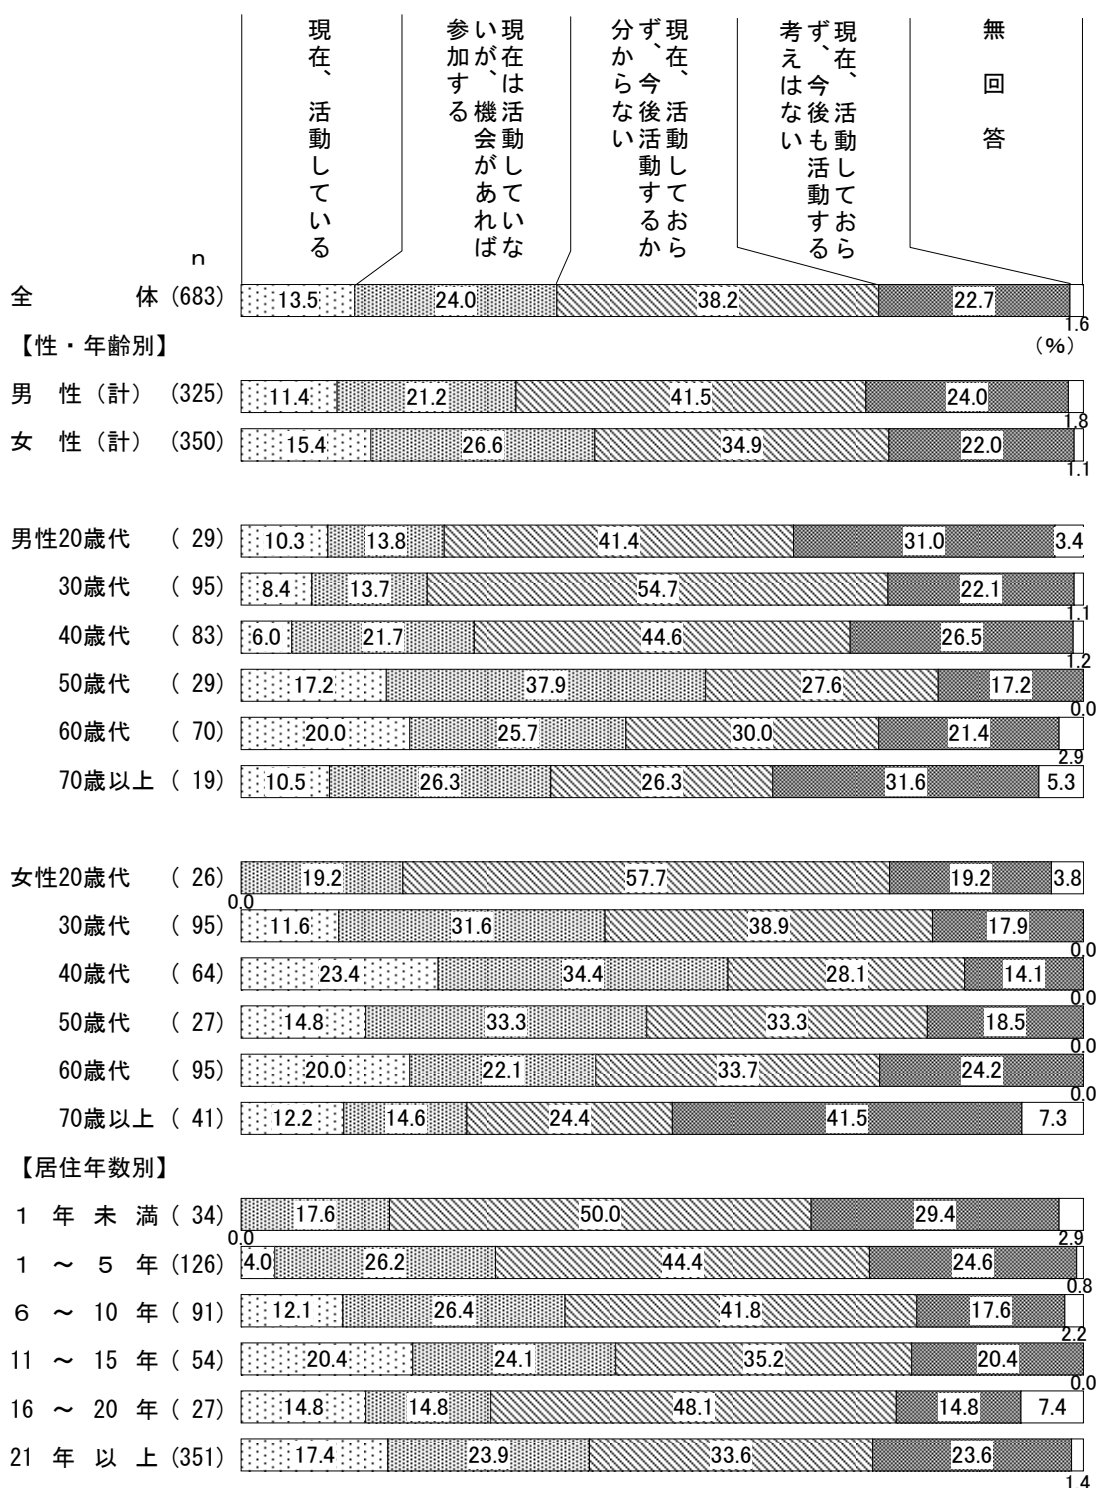 現在、活動している
現在は活動していな
いが、機会があれば
参加する
現在、活動しておら
ず、今後活動するか
分からない
現在、活動しておら
ず、今後も活動する
考えはない
無回答
n
全体(683) 13.5 24.0 38.2 22.7 1.6
【性・年齢別】 (%)
男性(計) (325) 11.4 21.2 41.5 24.0 1.8
女性(計) (350) 15.4 26.6 34.9 22.0 1.1
男性20歳代 ( 29) 10.3 13.8 41.4 31.0 3.4
30歳代 ( 95) 8.4 13.7 54.7 22.1 1.1
40歳代 ( 83) 6.0 21.7 44.6 26.5 1.2
50歳代 ( 29) 17.2 37.9 27.6 17.2 0.0
60歳代 ( 70) 20.0 25.7 30.0 21.4 2.9
70歳以上 ( 19) 10.5 26.3 26.3 31.6 5.3
女性20歳代 ( 26) 0.0 19.2 57.7 19.2 3.8
30歳代 ( 95) 11.6 31.6 38.9 17.9 0.0
40歳代 ( 64) 23.4 34.4 28.1 14.1 0.0
50歳代 ( 27) 14.8 33.3 33.3 18.5 0.0
60歳代 ( 95) 20.0 22.1 33.7 24.2 0.0
70歳以上 ( 41) 12.2 14.6 24.4 41.5 7.3
【居住年数別】
1年未満 ( 34) 0.0 17.6 50.0 29.4 2.9
1～5年 (126) 4.0 26.2 44.4 24.6 0.8
6～10年 ( 91) 12.1 26.4 41.8 17.6 2.2
11～15年 ( 54) 20.4 24.1 35.2 20.4 0.0
16～20年 ( 27) 14.8 14.8 48.1 14.8 7.4
21年以上 (351) 17.4 23.9 33.6 23.6 1.4